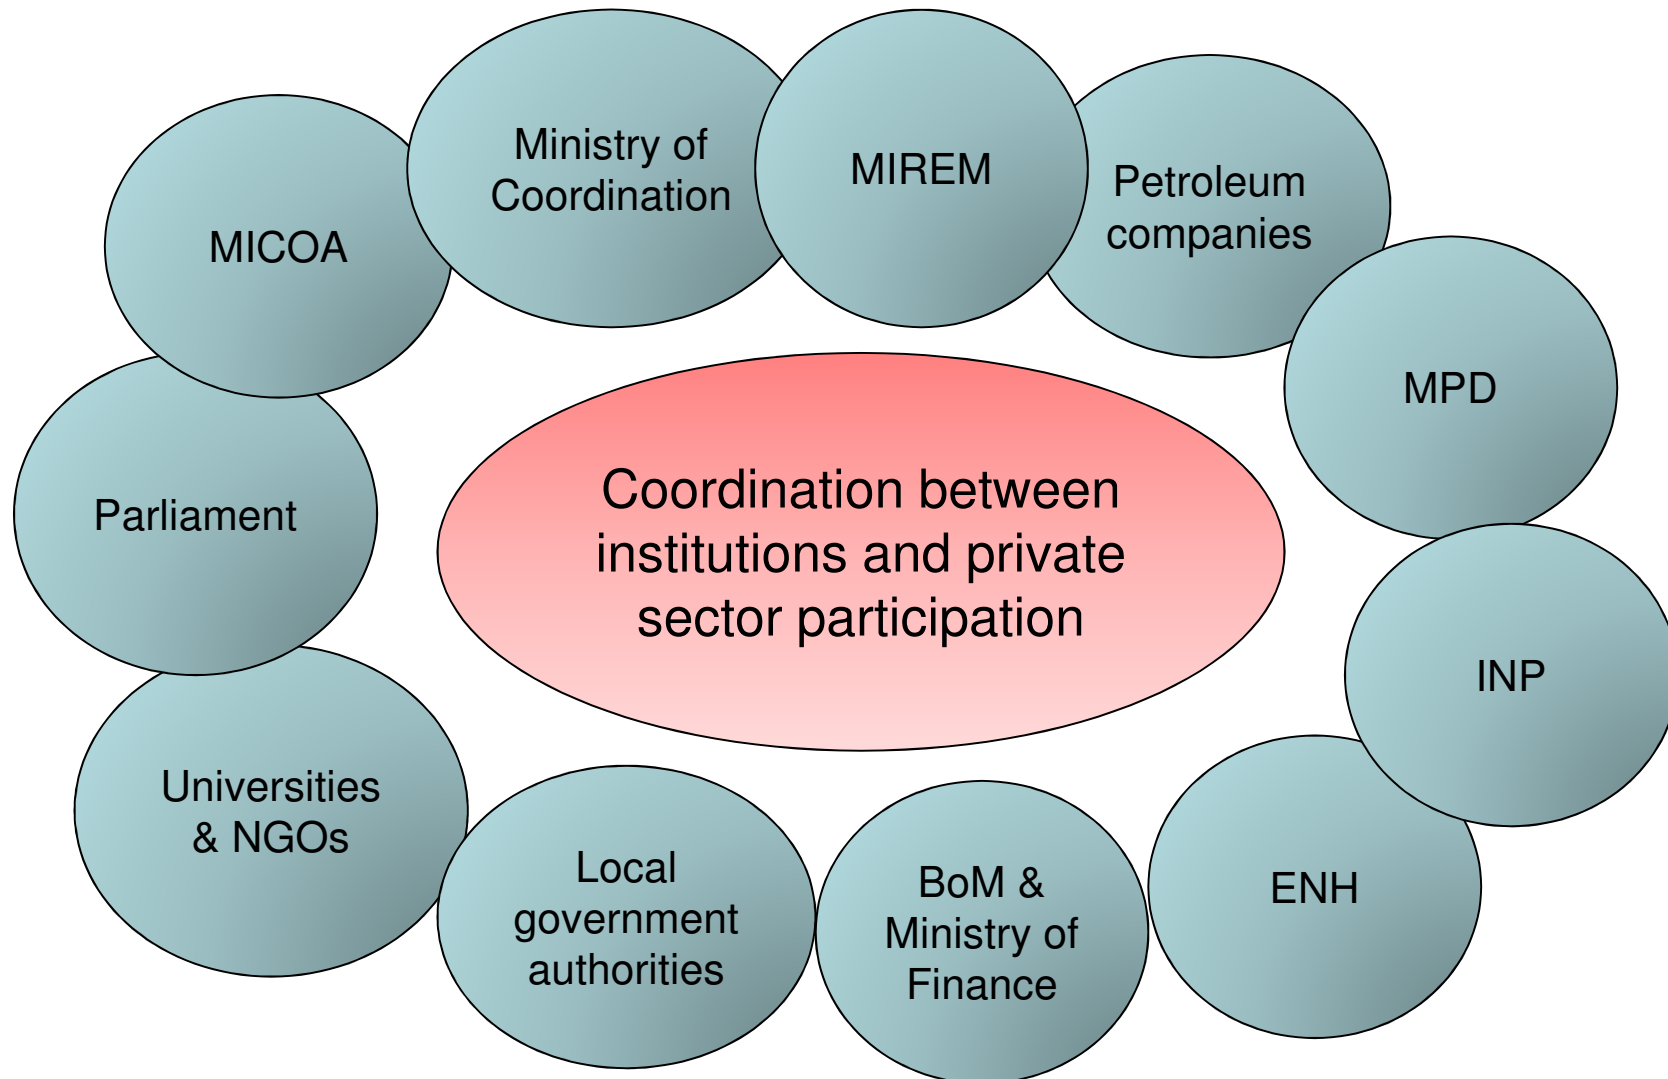 Ministry of
Coordination
MIREM
Petroleum
companies
MICOA
MPD
Coordination between
institutions and private
sector participation
Parliament
INP
Universities
& NGOs
Local
government
authorities
BoM &
Ministry of
Finance
ENH